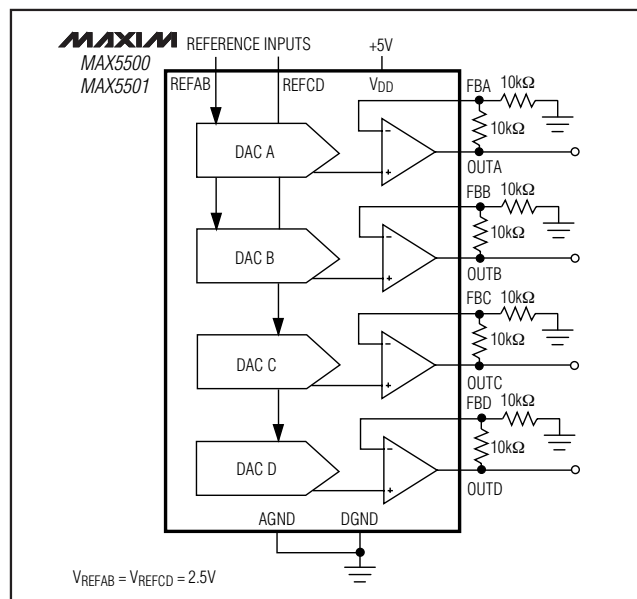 MAXIM
MAX5500
MAX5501
REFERENCE INPUTS
+5V
REFAB
REFCD
VDD
FBA
10kΩ
10kΩ
DAC A
-
+
OUTA
FBB
10kΩ
10kΩ
DAC B
-
+
OUTB
FBC
10kΩ
10kΩ
DAC C
-
+
OUTC
FBD
10kΩ
10kΩ
DAC D
-
+
OUTD
AGND
DGND
VREFAB = VREFCD = 2.5V